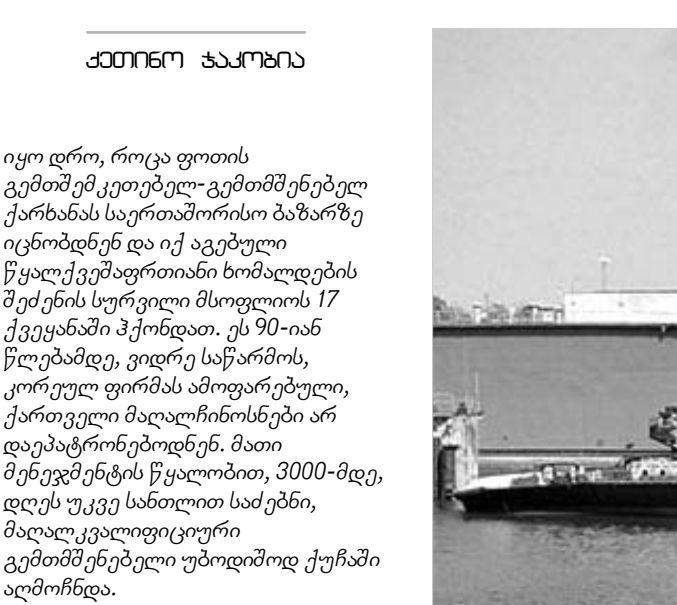 ქეთინო ჯაკობია
იყო დრო, როცა ფოთის
გემთშემკეთებელ-გემთმშენებელ
ქარხანას საერთაშორისო ბაზარზე
იცნობდნენ და იქ აგებული
წყალქვეშაფრთიანი ხომალდების
შეძენის სურვილი მსოფლიოს 17
ქვეყანაში ჰქონდათ. ეს 90-იან
წლებამდე, ვიდრე საწარმოს,
კორეულ ფირმას ამოფარებული,
ქართველი მაღალჩინოსნები არ
დაეპატრონებოდნენ. მათი
მენეჯმენტის წყალობით, 3000-მდე,
დღეს უკვე სანთლით საძებნი,
მაღალკვალიფიციური
გემთმშენებელი უბოდიშოდ ქუჩაში
აღმოჩნდა.